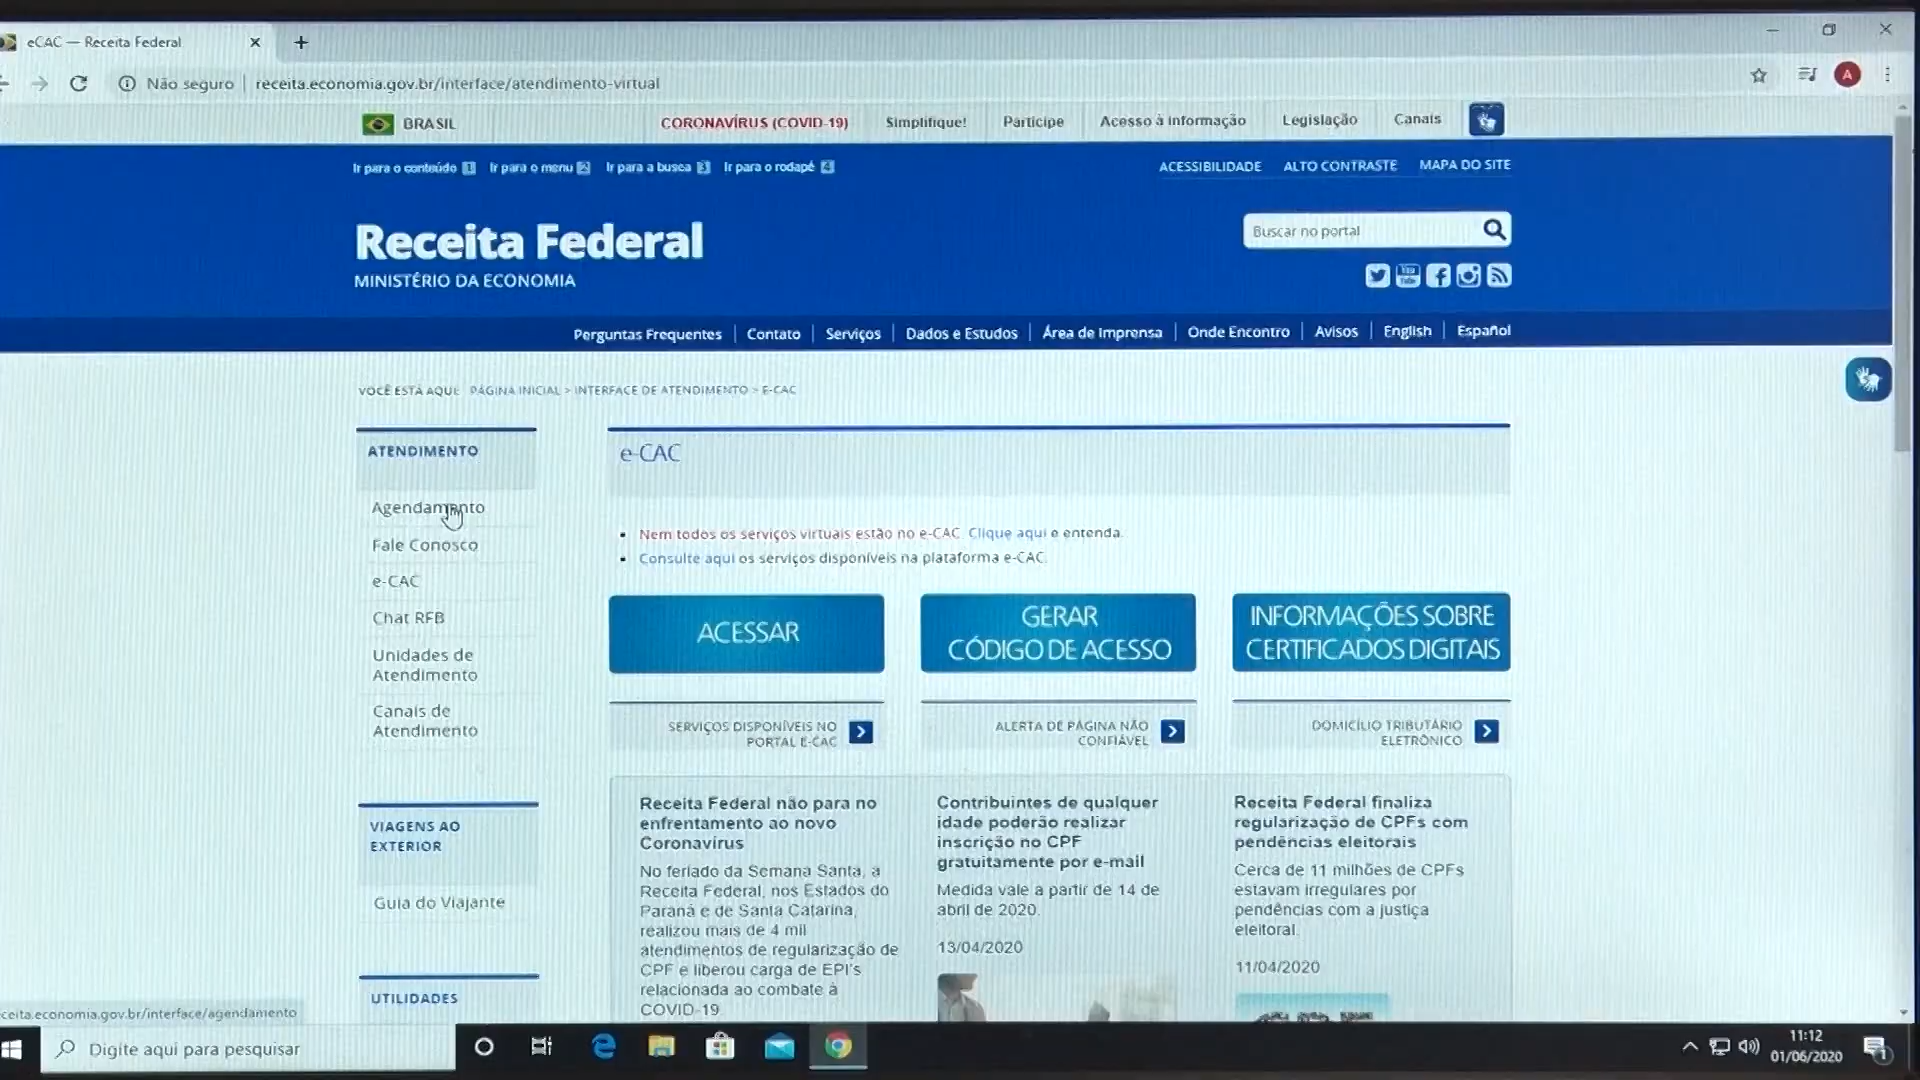 eCAC — Receita Federal
Não seguro
receita.economia.gov.br/interface/atendimento-virtual
A
BRASIL
CORONAVÍRUS (COVID-19)
Simplifique!
Participe
Acesso à informação
Legislação
Canais
Ir para o conteúdo 1
Ir para o menu 2
Ir para a busca 3
Ir para o rodapé 4
ACESSIBILIDADE
ALTO CONTRASTE
MAPA DO SITE
Receita Federal
MINISTÉRIO DA ECONOMIA
Buscar no portal
Perguntas Frequentes
Contato
Serviços
Dados e Estudos
Área de Imprensa
Onde Encontro
Avisos
English
Español
VOCÊ ESTÁ AQUI: PÁGINA INICIAL > INTERFACE DE ATENDIMENTO > E-CAC
ATENDIMENTO
Agendamento
Fale Conosco
e-CAC
Chat RFB
Unidades de
Atendimento
Canais de
Atendimento
VIAGENS AO
EXTERIOR
Guia do Viajante
UTILIDADES
e-CAC
Nem todos os serviços virtuais estão no e-CAC. Clique aqui e entenda.
Consulte aqui os serviços disponíveis na plataforma e-CAC.
ACESSAR
GERAR
CÓDIGO DE ACESSO
INFORMAÇÕES SOBRE
CERTIFICADOS DIGITAIS
SERVIÇOS DISPONÍVEIS NO
PORTAL E-CAC
ALERTA DE PÁGINA NÃO
CONFIÁVEL
DOMICÍLIO TRIBUTÁRIO
ELETRÔNICO
Receita Federal não para no
enfrentamento ao novo
Coronavírus
No feriado da Semana Santa, a
Receita Federal, nos Estados do
Paraná e de Santa Catarina,
realizou mais de 4 mil
atendimentos de regularização de
CPF e liberou carga de EPI's
relacionada ao combate à
COVID-19
Contribuintes de qualquer
idade poderão realizar
inscrição no CPF
gratuitamente por e-mail
Medida vale a partir de 14 de
abril de 2020.
13/04/2020
Receita Federal finaliza
regularização de CPFs com
pendências eleitorais
Cerca de 11 milhões de CPFs
estavam irregulares por
pendências com a justiça
eleitoral.
11/04/2020
ceita.economia.gov.br/interface/agendamento
Digite aqui para pesquisar
11:12
01/06/2020
1